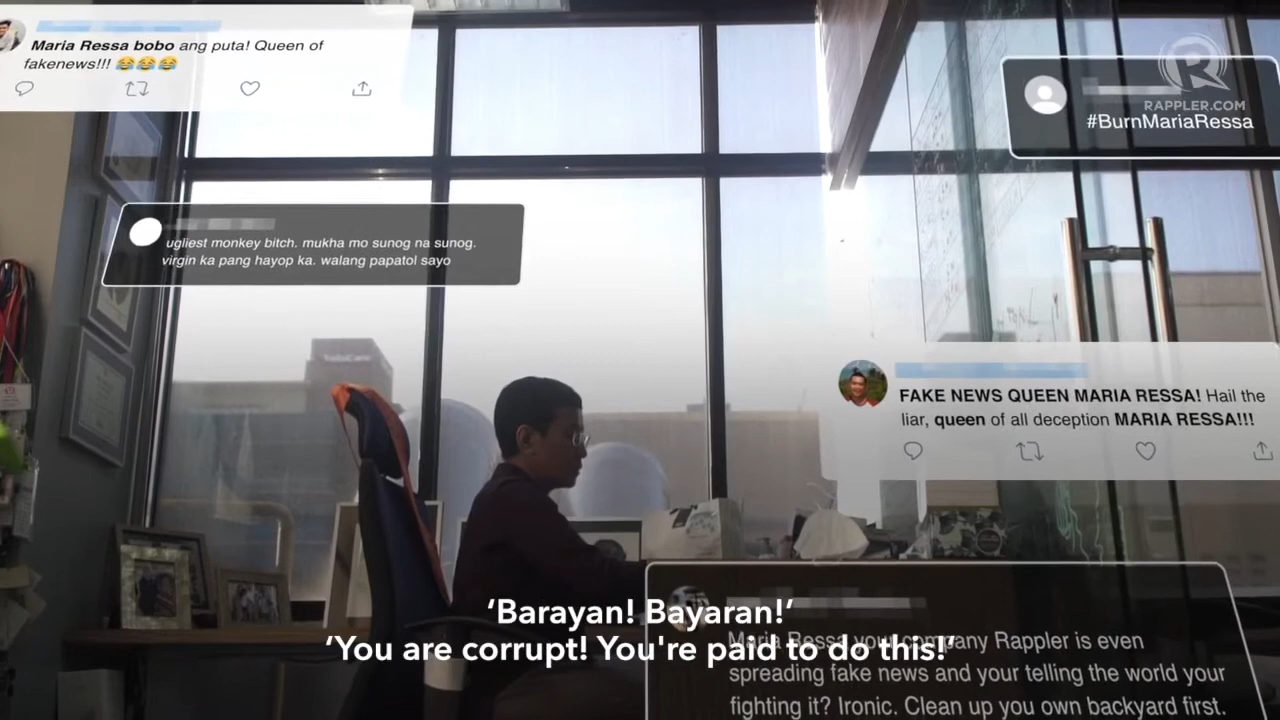 Maria Ressa bobo ang puta! Queen of
fakenews!!! 😂😂😂
RAPPLER.COM
#BurnMariaRessa
ugliest monkey bitch. mukha mo sunog na sunog.
virgin ka pang hayop ka. walang papatol sayo
FAKE NEWS QUEEN MARIA RESSA! Hail the
liar, queen of all deception MARIA RESSA!!!
‘Barayan! Bayaran!’
‘You are corrupt! You're paid to do this!’
Maria Ressa your company Rappler is even
spreading fake news and your telling the world your
fighting it? Ironic. Clean up you own backyard first.